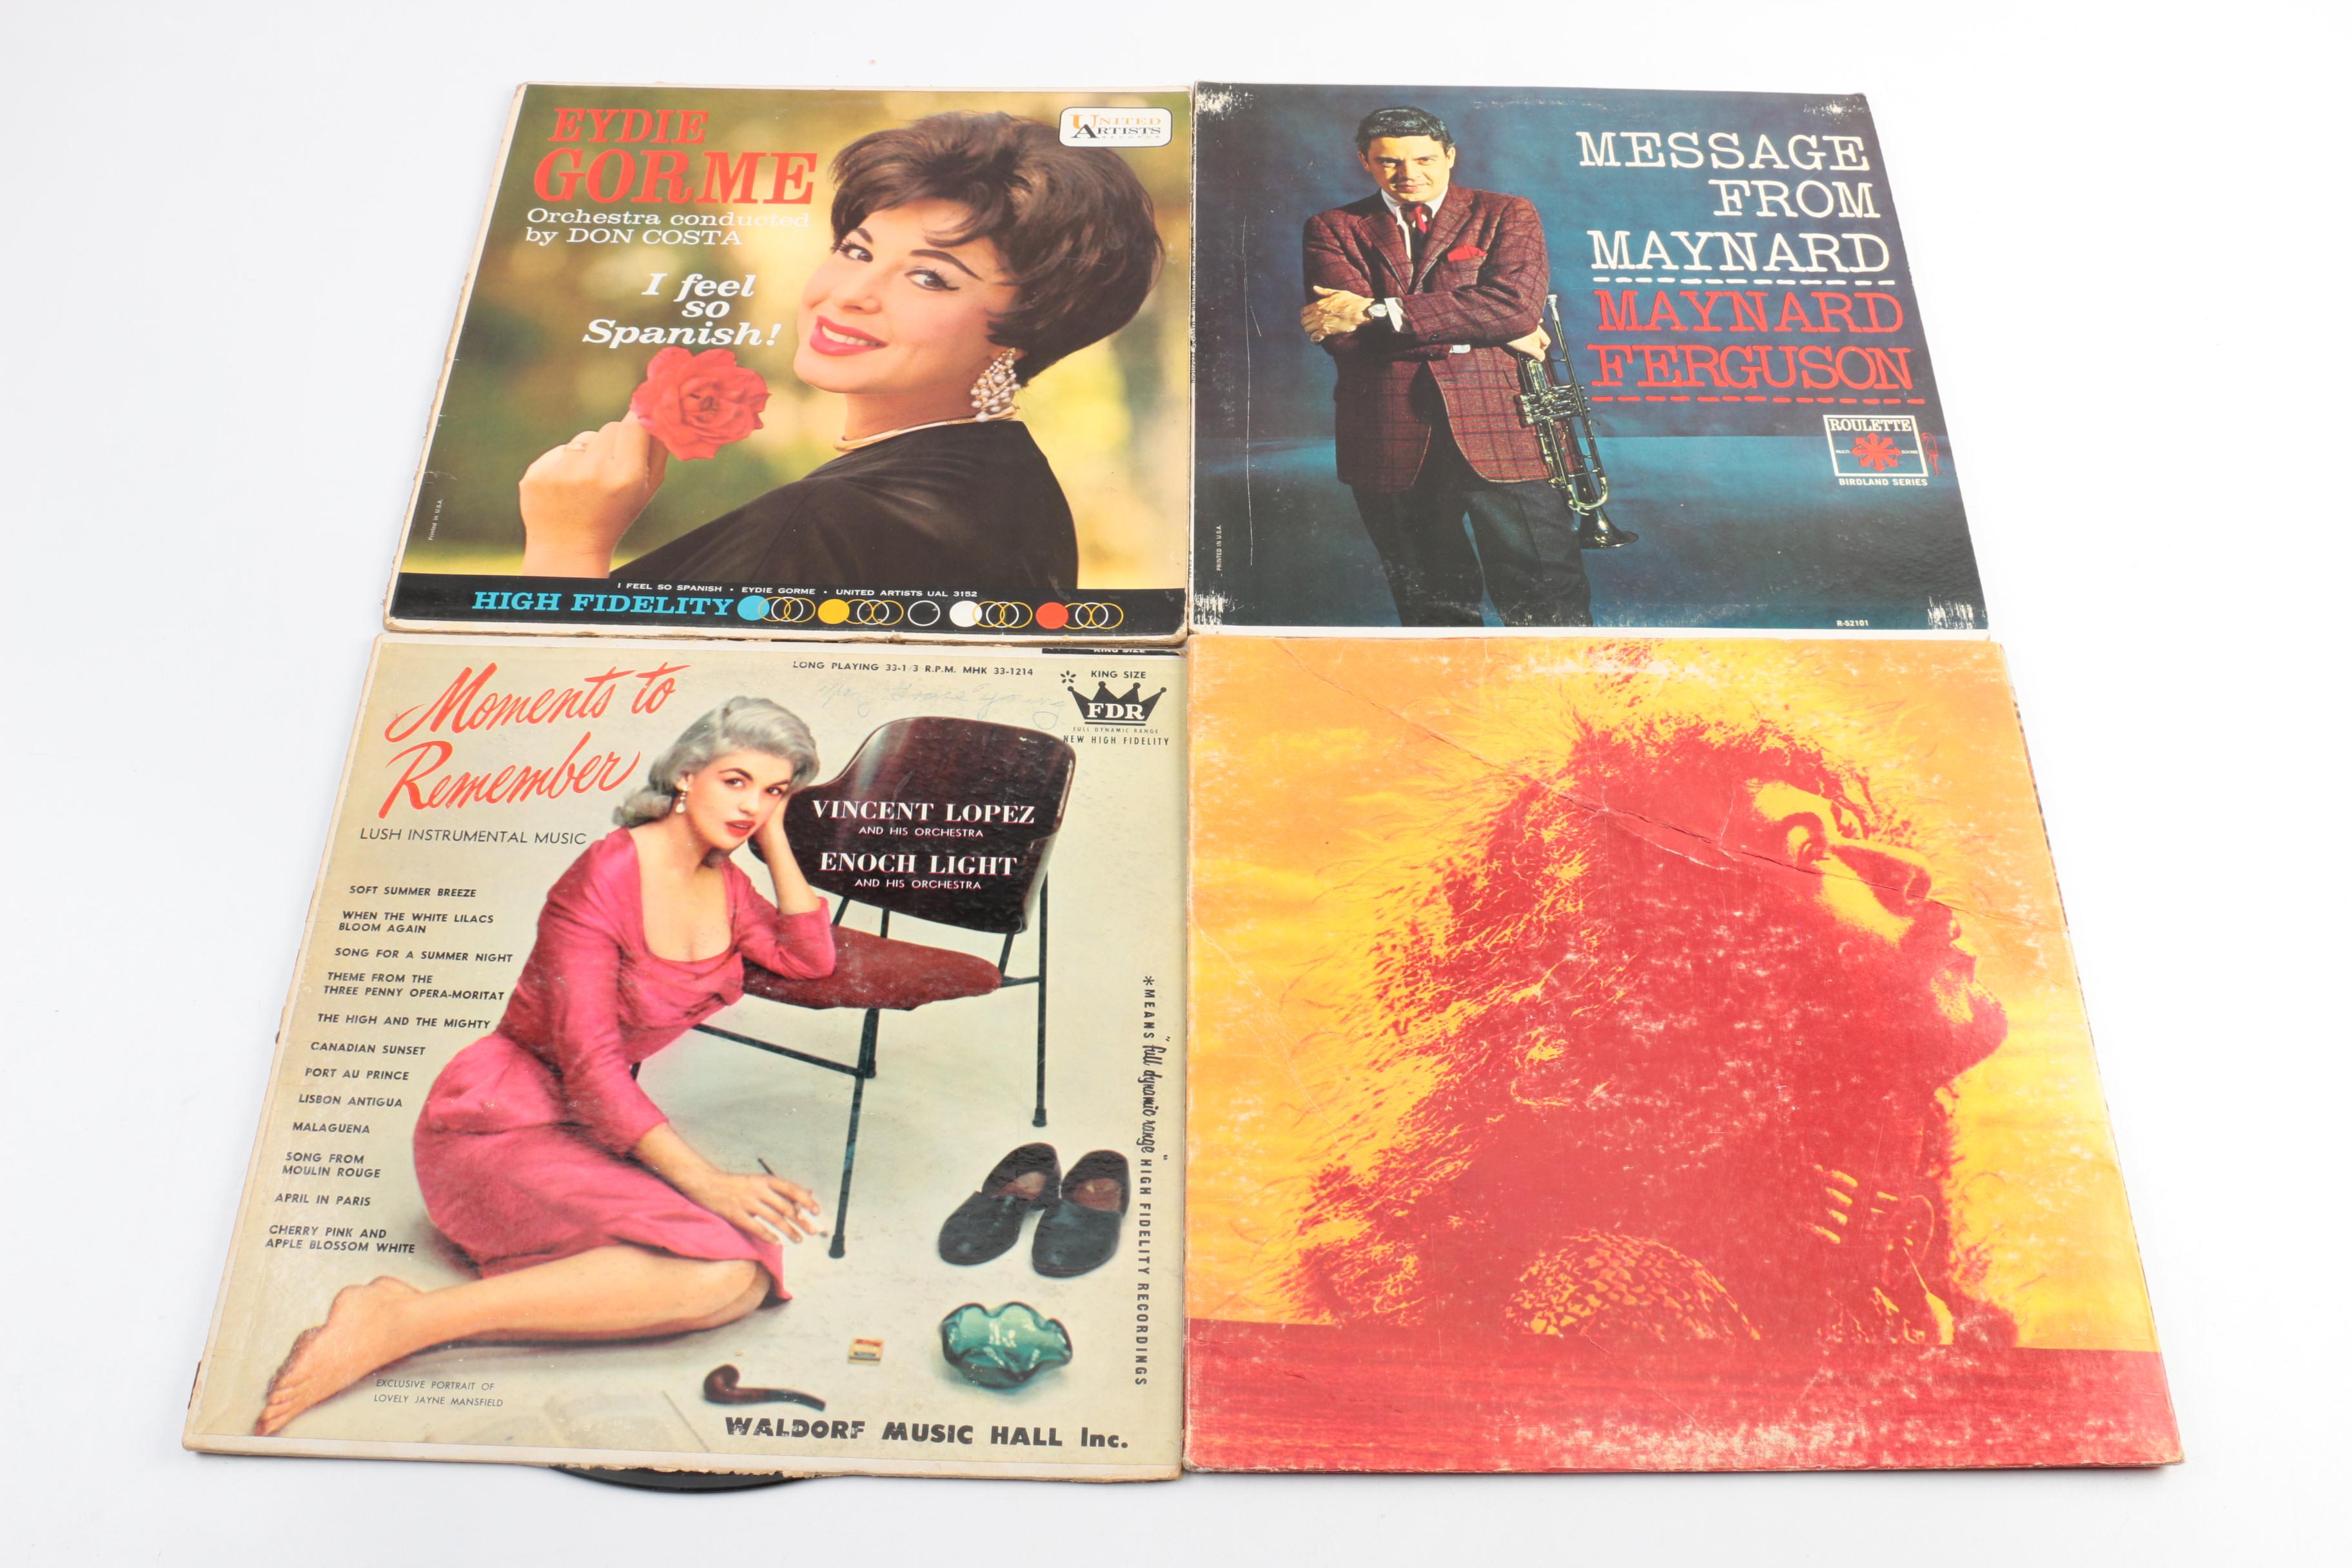 EYDIE
GORME
Orchestra conducted
by DON COSTA
I feel
so
Spanish!
UNITED
ARTISTS
Printed in U.S.A.
I FEEL SO SPANISH • EYDIE GORME • UNITED ARTISTS UAL 3152
HIGH FIDELITY
MESSAGE
FROM
MAYNARD
MAYNARD
FERGUSON
ROULETTE
BIRDLAND SERIES
PRINTED IN U.S.A.
R-52101
KING SIZE
Moments to
Remember
LUSH INSTRUMENTAL MUSIC
LONG PLAYING 33-1/3 R.P.M. MHK 33-1214
KING SIZE
*FDR
FULL DYNAMIC RANGE
NEW HIGH FIDELITY
VINCENT LOPEZ
AND HIS ORCHESTRA
ENOCH LIGHT
AND HIS ORCHESTRA
SOFT SUMMER BREEZE
WHEN THE WHITE LILACS
BLOOM AGAIN
SONG FOR A SUMMER NIGHT
THEME FROM THE
THREE PENNY OPERA-MORITAT
THE HIGH AND THE MIGHTY
CANADIAN SUNSET
PORT AU PRINCE
LISBON ANTIGUA
MALAGUENA
SONG FROM
MOULIN ROUGE
APRIL IN PARIS
CHERRY PINK AND
APPLE BLOSSOM WHITE
*MEANS "full dynamic range" HIGH FIDELITY RECORDINGS
EXCLUSIVE PORTRAIT OF
LOVELY JAYNE MANSFIELD
WALDORF MUSIC HALL Inc.